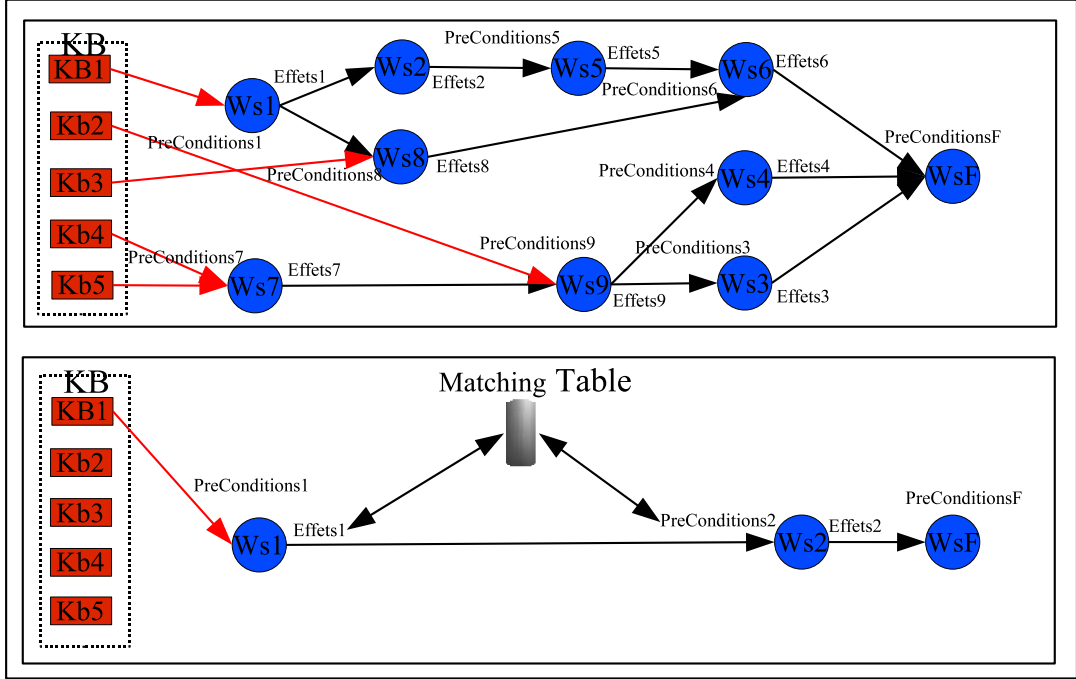 KB
KB1
Kb2
Kb3
Kb4
Kb5
PreConditions1
PreConditions7
Ws1
Effets1
Ws2
Effets2
PreConditions5
Ws5
Effets5
PreConditions6
Ws6
Effets6
PreConditions8
Ws8
Effets8
PreConditionsF
WsF
PreConditions4
Ws4
Effets4
Ws7
Effets7
PreConditions9
Ws9
Effets9
PreConditions3
Ws3
Effets3
KB
KB1
Kb2
Kb3
Kb4
Kb5
Matching Table
PreConditions1
Ws1
Effets1
PreConditions2
Ws2
Effets2
PreConditionsF
WsF